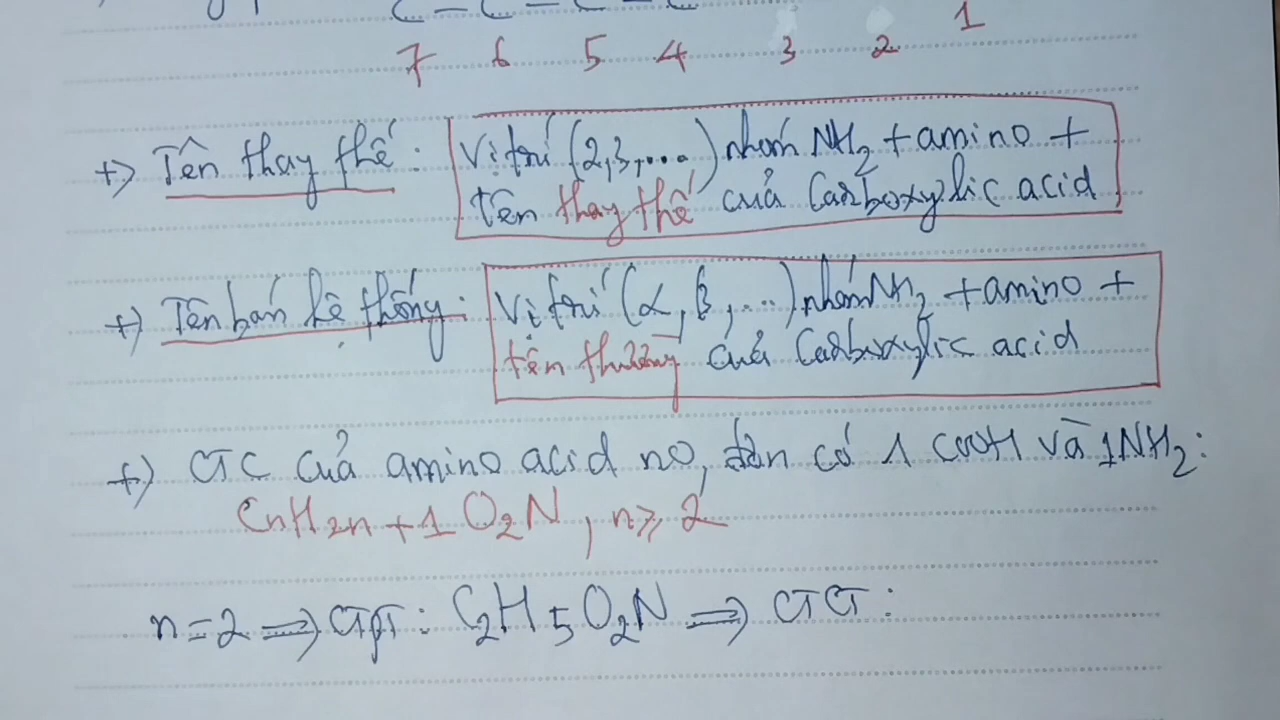 C - C - C - C
7 6 5 4 3 2 1
+) Tên thay thế: Vị trí (2,3,....) nhóm NH2 + amino +
tên thay thế của Carboxylic acid
+) Tên bán hệ thống: Vị trí (α, β, ...) nhóm NH2 + amino +
tên thường của Carboxylic acid
+) CTC của amino acid no, đơn có 1 COOH và 1NH2:
CnH2n+1O2N, n ≥ 2
n=2 ⟹ CTPT: C2H5O2N ⟹ CTCT: